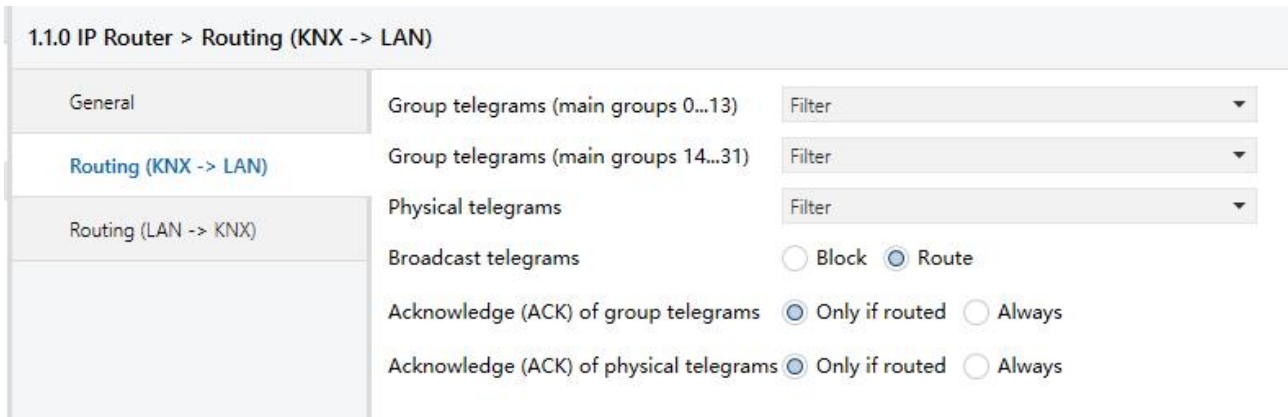 1.1.0 IP Router > Routing (KNX -> LAN)
General
Routing (KNX -> LAN)
Routing (LAN -> KNX)
Group telegrams (main groups 0...13) Filter
Group telegrams (main groups 14...31) Filter
Physical telegrams Filter
Broadcast telegrams Block Route
Acknowledge (ACK) of group telegrams Only if routed Always
Acknowledge (ACK) of physical telegrams Only if routed Always